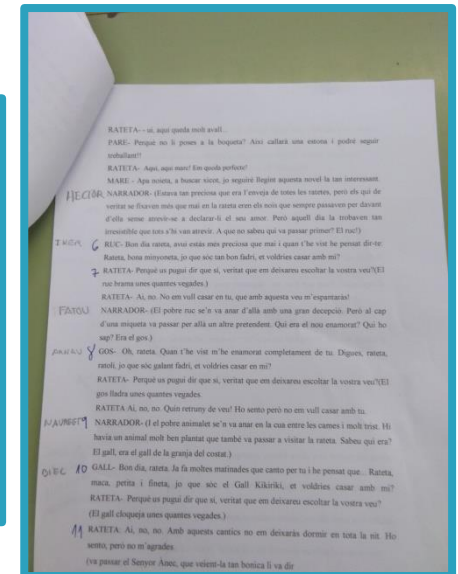 RATETA- - si, aquí queda molt avall...
PARE- Perquè no li poses a la boqueta? Així callarà una estona i podré seguir
treballant!!
RATETA- Aquí, aquí mare! Em queda perfecte!
MARE - Apa noieta, a buscar xicot, jo seguiré llegint aquesta novel·la tan interessant.
HECTOR NARRADOR- (Estava tan preciosa que era l'enveja de totes les ratetes, però els qui de
veritat se fixaven més que mai en la rateta eren els nois que sempre passaven per davant
d'ella sense atrevir-se a declarar-li el seu amor. Però aquell dia la trobaven tan
irresistible que tots s'hi van atrevir. A que no sabeu qui va passar primer? El ruc!)
6 RUC- Bon dia rateta, avui estàs més preciosa que mai i quan t'he vist he pensat dir-te:
Rateta, bona minyoneta, jo que sóc tan bon fadrí, et voldries casar amb mi?
7 RATETA- Perquè us pugui dir que sí, veritat que em deixareu escoltar la vostra veu?(El
ruc brama unes quantes vegades.)
RATETA- Ai, no. No em vull casar en tu, que amb aquesta veu m'espantaràs!
FATOU NARRADOR- (El pobre ruc se'n va anar d'allà amb una gran decepció. Però al cap
d'una miqueta va passar per allà un altre pretendent. Qui era el nou enamorat? Qui ho
sap? Era el gos.)
8 GOS- Oh, rateta. Quan t'he vist m'he enamorat completament de tu. Digues, rateta,
ratolí, jo que sóc galant fadrí, et voldries casar en mi?
RATETA- Perquè us pugui dir que sí, veritat que em deixareu escoltar la vostra veu?(El
gos lladra unes quantes vegades.)
RATETA Ai, no, no. Quin retruny de veu! Ho sento però no em vull casar amb tu.
9 NARRADOR- (I el pobre animalet se'n va anar en la cua entre les cames i molt trist. Hi
havia un animal molt ben plantat que també va passar a visitar la rateta. Sabeu qui era?
El gall, era el gall de la granja del costat.)
DIEC 10 GALL- Bon dia, rateta. Ja fa moltes matinades que canto per tu i he pensat que... Rateta,
maca, petita i fineta, jo que sóc el Gall Kikirikí, et voldries casar amb mi?
RATETA- Perquè us pugui dir que sí, veritat que em deixareu escoltar la vostra veu?
(El gall cloqueja unes quantes vegades.)
11 RATETA: Ai, no, no. Amb aquests càntics no em deixaràs dormir en tota la nit. Ho
sento, però no m'agrades.
(va passar el Senyor Ànec, que veient-la tan bonica li va dir